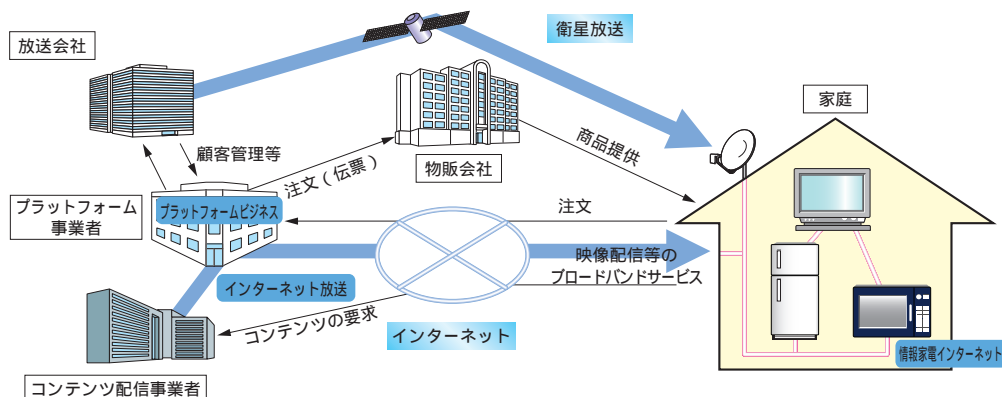 衛星放送
放送会社
家庭
顧客管理等
注文(伝票)
物販会社
商品提供
プラットフォーム
事業者
プラットフォームビジネス
注文
映像配信等の
ブロードバンドサービス
インターネット放送
コンテンツの要求
インターネット
情報家電インターネット
コンテンツ配信事業者